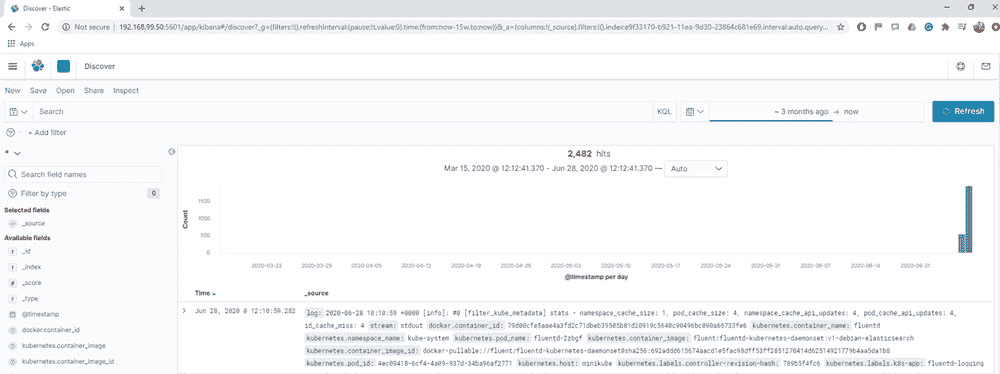 Discover - Elastic
Not secure | 192.168.99.50:5601/app/kibana#/discover?_g=(filters:!(),refreshInterval:(pause:!t,value:0),time:(from:now-15w,to:now))&_a=(columns:!(_source),filters:!(),index:e9f33170-b921-11ea-9d30-23864c681e69,interval:auto,query...
Apps
Discover
New Save Open Share Inspect
Search KQL ~ 3 months ago → now Refresh
+ Add filter
*
Search field names
Filter by type 0
Selected fields
_source
Available fields
_id
_index
_score
_type
@timestamp
docker.container_id
kubernetes.container_image
kubernetes.container_image_id
2,482 hits
Mar 15, 2020 @ 12:12:41.370 - Jun 28, 2020 @ 12:12:41.370 — Auto
Count
1500
1000
500
0
2020-03-22 2020-03-29 2020-04-05 2020-04-12 2020-04-19 2020-04-26 2020-05-03 2020-05-10 2020-05-17 2020-05-24 2020-05-31 2020-06-07 2020-06-14 2020-06-21
@timestamp per day
Time _source
Jun 28, 2020 @ 12:10:59.282
log: 2020-06-28 10:10:59 +0000 [info]: #0 [filter_kube_metadata] stats - namespace_cache_size: 1, pod_cache_size: 4, namespace_cache_api_updates: 4, pod_cache_api_updates: 4,
id_cache_miss: 4 stream: stdout docker.container_id: kubernetes.container_name: fluentd
kubernetes.namespace_name: kube-system kubernetes.pod_name: fluentd-2zbgf kubernetes.container_image: fluent/fluentd-kubernetes-daemonset:v1-debian-elasticsearch
kubernetes.container_image_id: docker-pullable://fluent/fluentd-kubernetes-daemonset@sha256:
kubernetes.pod_id: 4ec09418-6cf4-4a09-937d-34ba96af2771 kubernetes.host: minikube kubernetes.labels.controller-revision-hash: 789b5f4fc6 kubernetes.labels.k8s-app: fluentd-logging